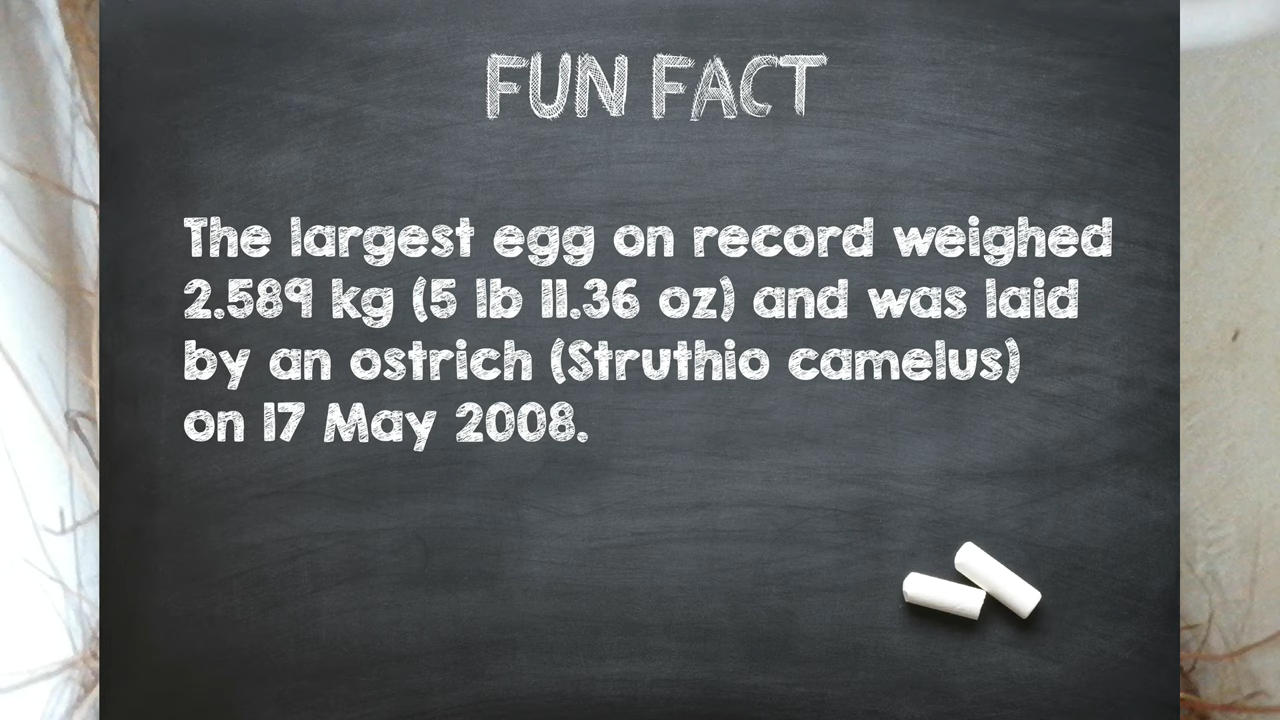 FUN FACT
The largest egg on record weighed
2.589 kg (5 lb 11.36 oz) and was laid
by an ostrich (Struthio camelus)
on 17 May 2008.